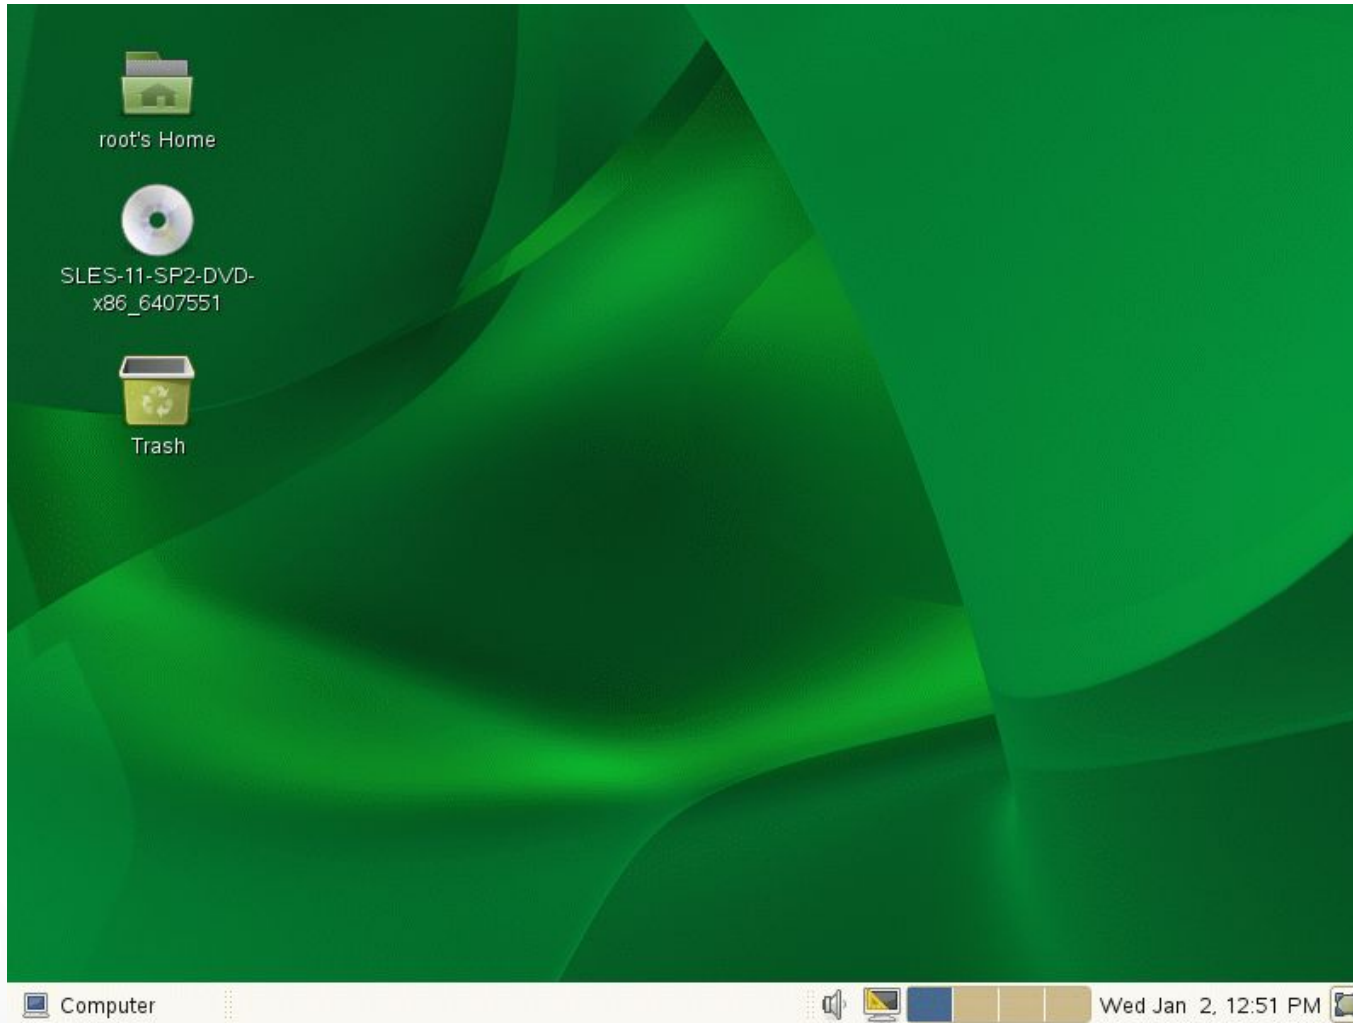 root's Home
SLES-11-SP2-DVD-
x86_6407551
Trash
Computer
Wed Jan  2, 12:51 PM